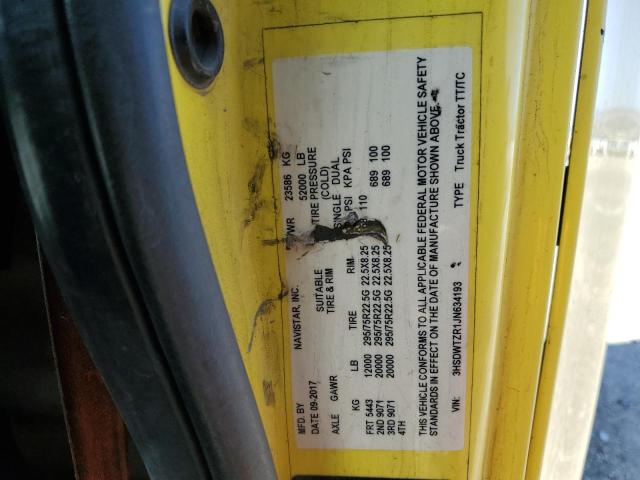 MFD. BY NAVISTAR, INC. GVWR 23586 KG
DATE 09-2017 52000 LB
SUITABLE TIRE PRESSURE
AXLE GAWR TIRE & RIM (COLD)
SINGLE DUAL
KG LB TIRE RIM PSI KPA PSI
FRT 5443 12000 295/75R22.5G 22.5X8.25 110
2ND 9071 20000 295/75R22.5G 22.5X8.25 689 100
3RD 9071 20000 295/75R22.5G 22.5X8.25 689 100
4TH
THIS VEHICLE CONFORMS TO ALL APPLICABLE FEDERAL MOTOR VEHICLE SAFETY
STANDARDS IN EFFECT ON THE DATE OF MANUFACTURE SHOWN ABOVE.
VIN: 3HSDWTZR1JN634193 TYPE Truck Tractor TT/TC